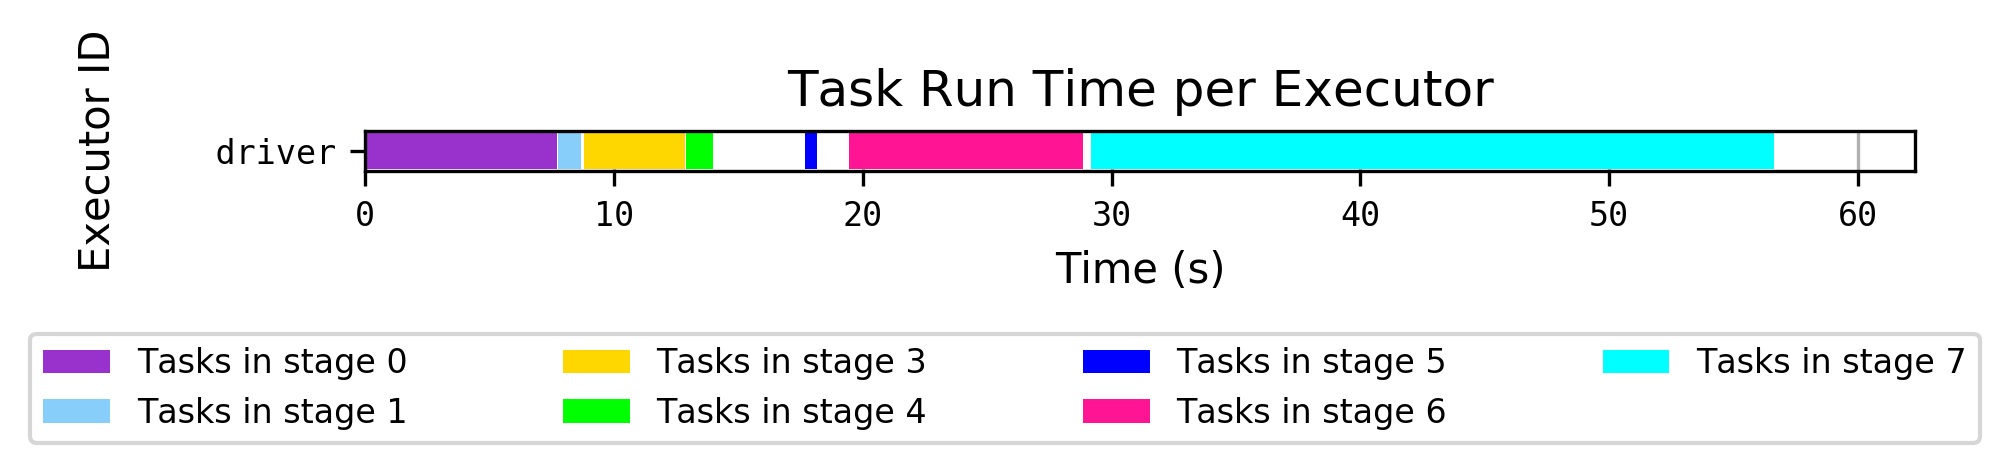 Task Run Time per Executor
Executor ID
driver
0 10 20 30 40 50 60
Time (s)
Tasks in stage 0 Tasks in stage 3 Tasks in stage 5 Tasks in stage 7
Tasks in stage 1 Tasks in stage 4 Tasks in stage 6